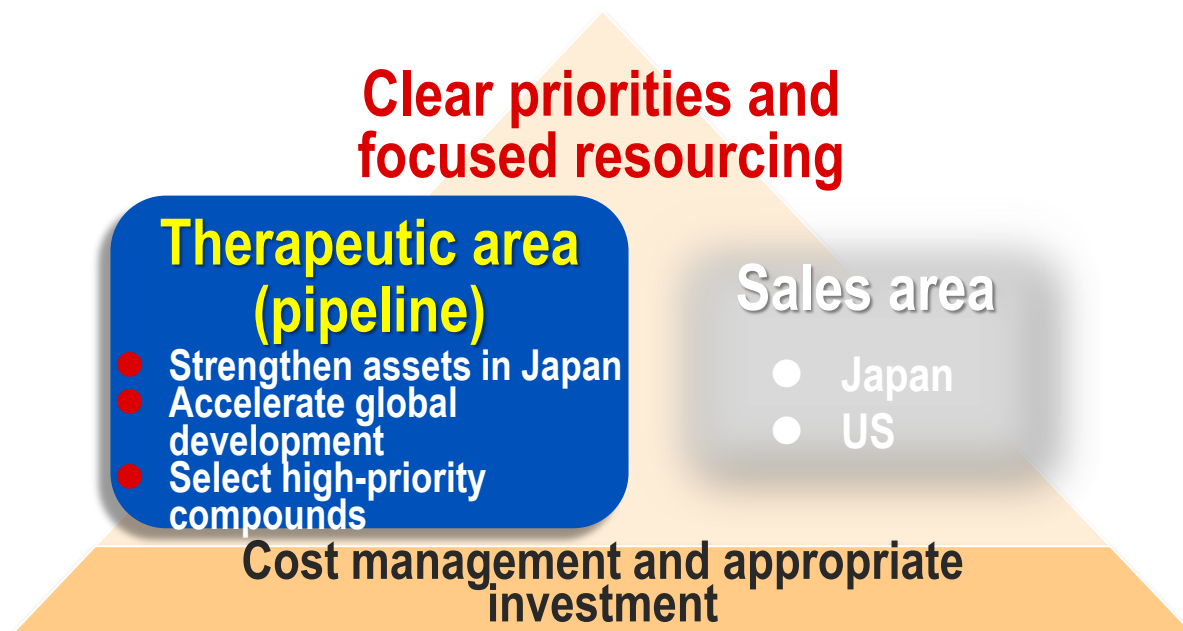 Clear priorities and
focused resourcing
Therapeutic area
(pipeline)
● Strengthen assets in Japan
● Accelerate global
development
● Select high-priority
compounds
Sales area
● Japan
● US
Cost management and appropriate
investment